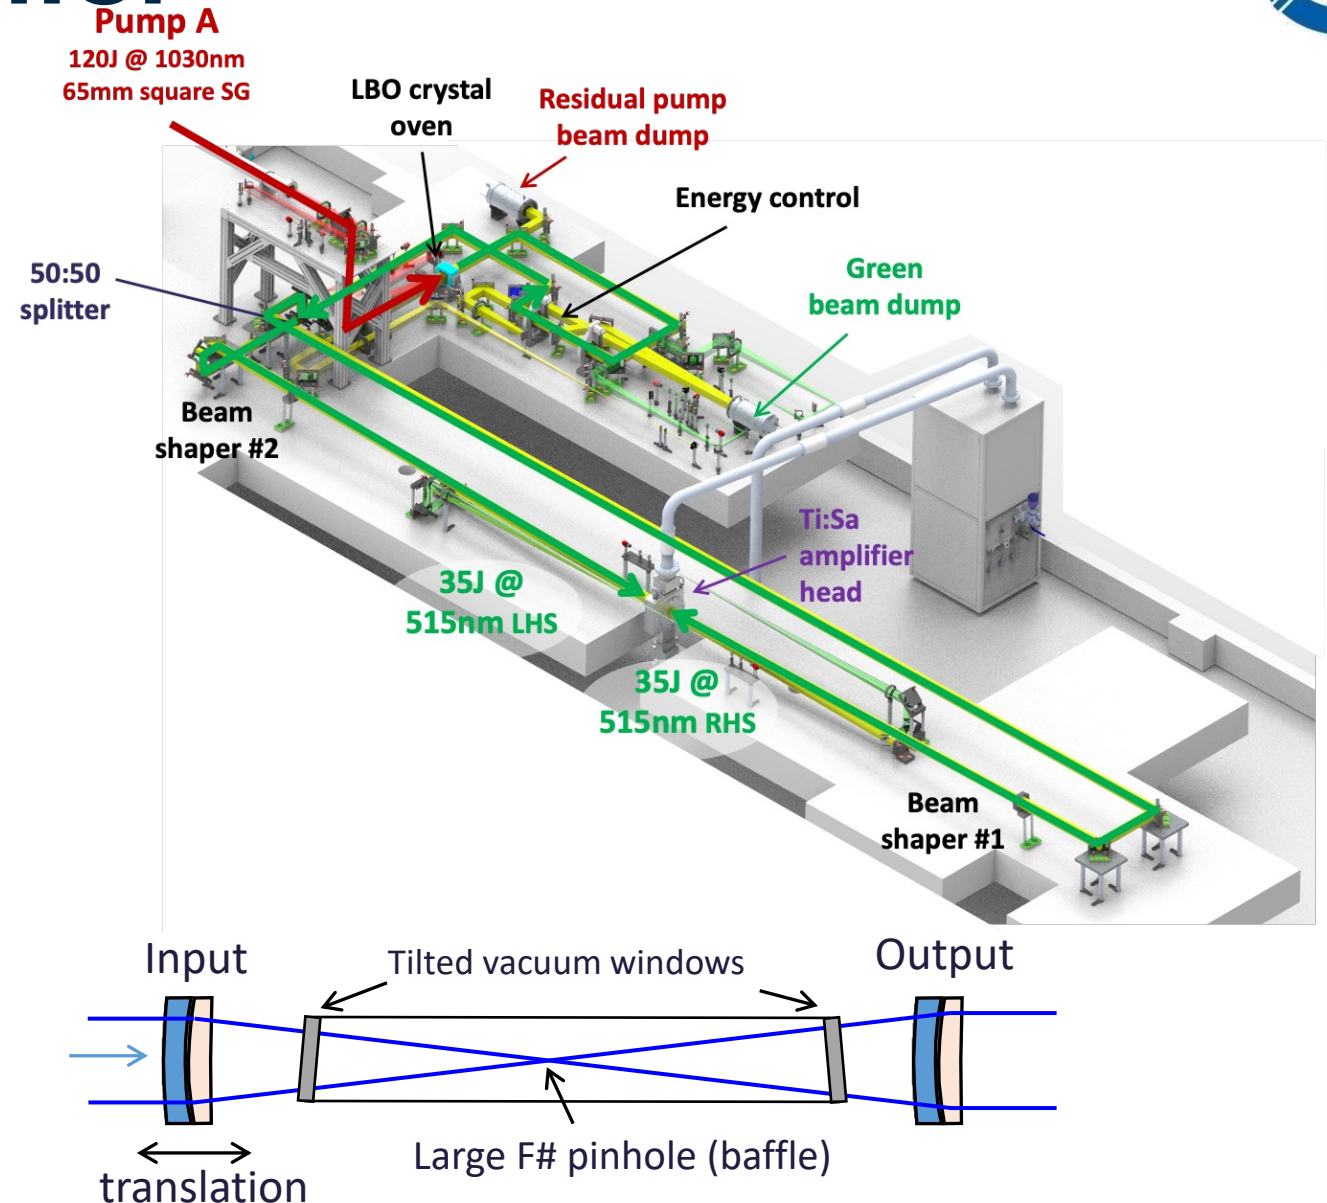 Pump A
120J @ 1030nm
65mm square SG
LBO crystal
oven
Residual pump
beam dump
Energy control
50:50
splitter
Green
beam dump
Beam
shaper #2
Ti:Sa
amplifier
head
35J @
515nm LHS
35J @
515nm RHS
Beam
shaper #1
Input
Tilted vacuum windows
Output
Large F# pinhole (baffle)
translation